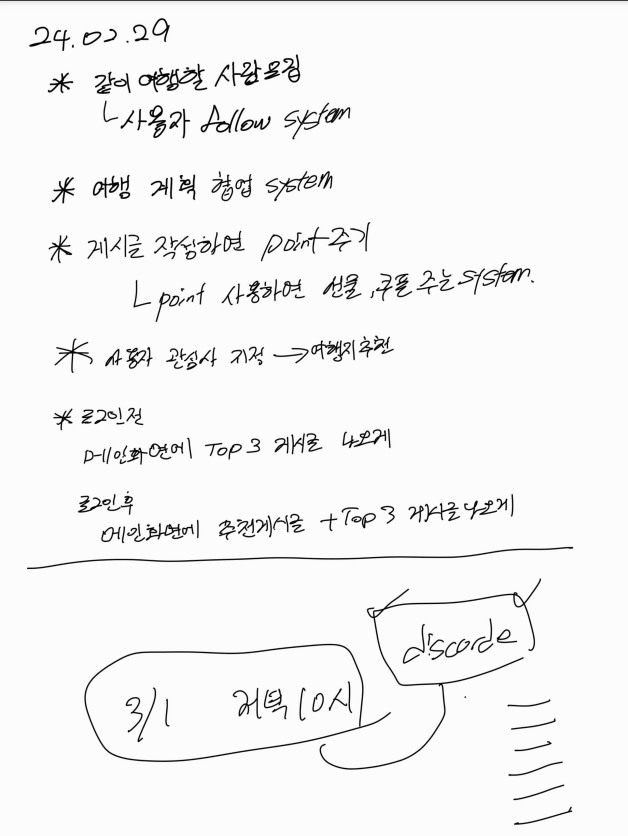 24.02.29
* 같이 여행할 사람 모집
ㄴ사용자 follow system
* 여행 계획 협업 system
* 게시글 작성하면 point 주기
ㄴpoint 사용하면 선물, 쿠폰 주는 system.
* 사용자 관심사 지정 → 여행지 추천
* 로그인 전
메인화면에 Top 3 게시글 나오게
로그인 후
메인화면에 추천게시글 + Top 3 게시글 나오게
discorde
3/1 저녁 10시